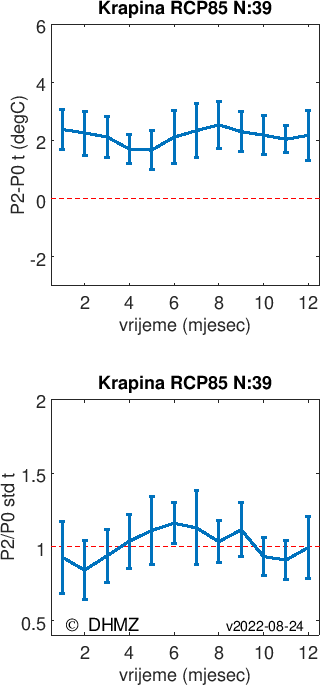 Krapina RCP85 N:39
6
4
2
0
-2
P2-P0 t (degC)
2 4 6 8 10 12
vrijeme (mjesec)
Krapina RCP85 N:39
2
1.5
1
0.5
P2/P0 std t
© DHMZ v2022-08-24
2 4 6 8 10 12
vrijeme (mjesec)